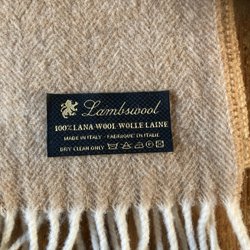 Lambswool
100% LANA-WOOL WOLLE-LAINE
MADE IN ITALY - FABRIQUÉ EN ITALIE
DRY CLEAN ONLY